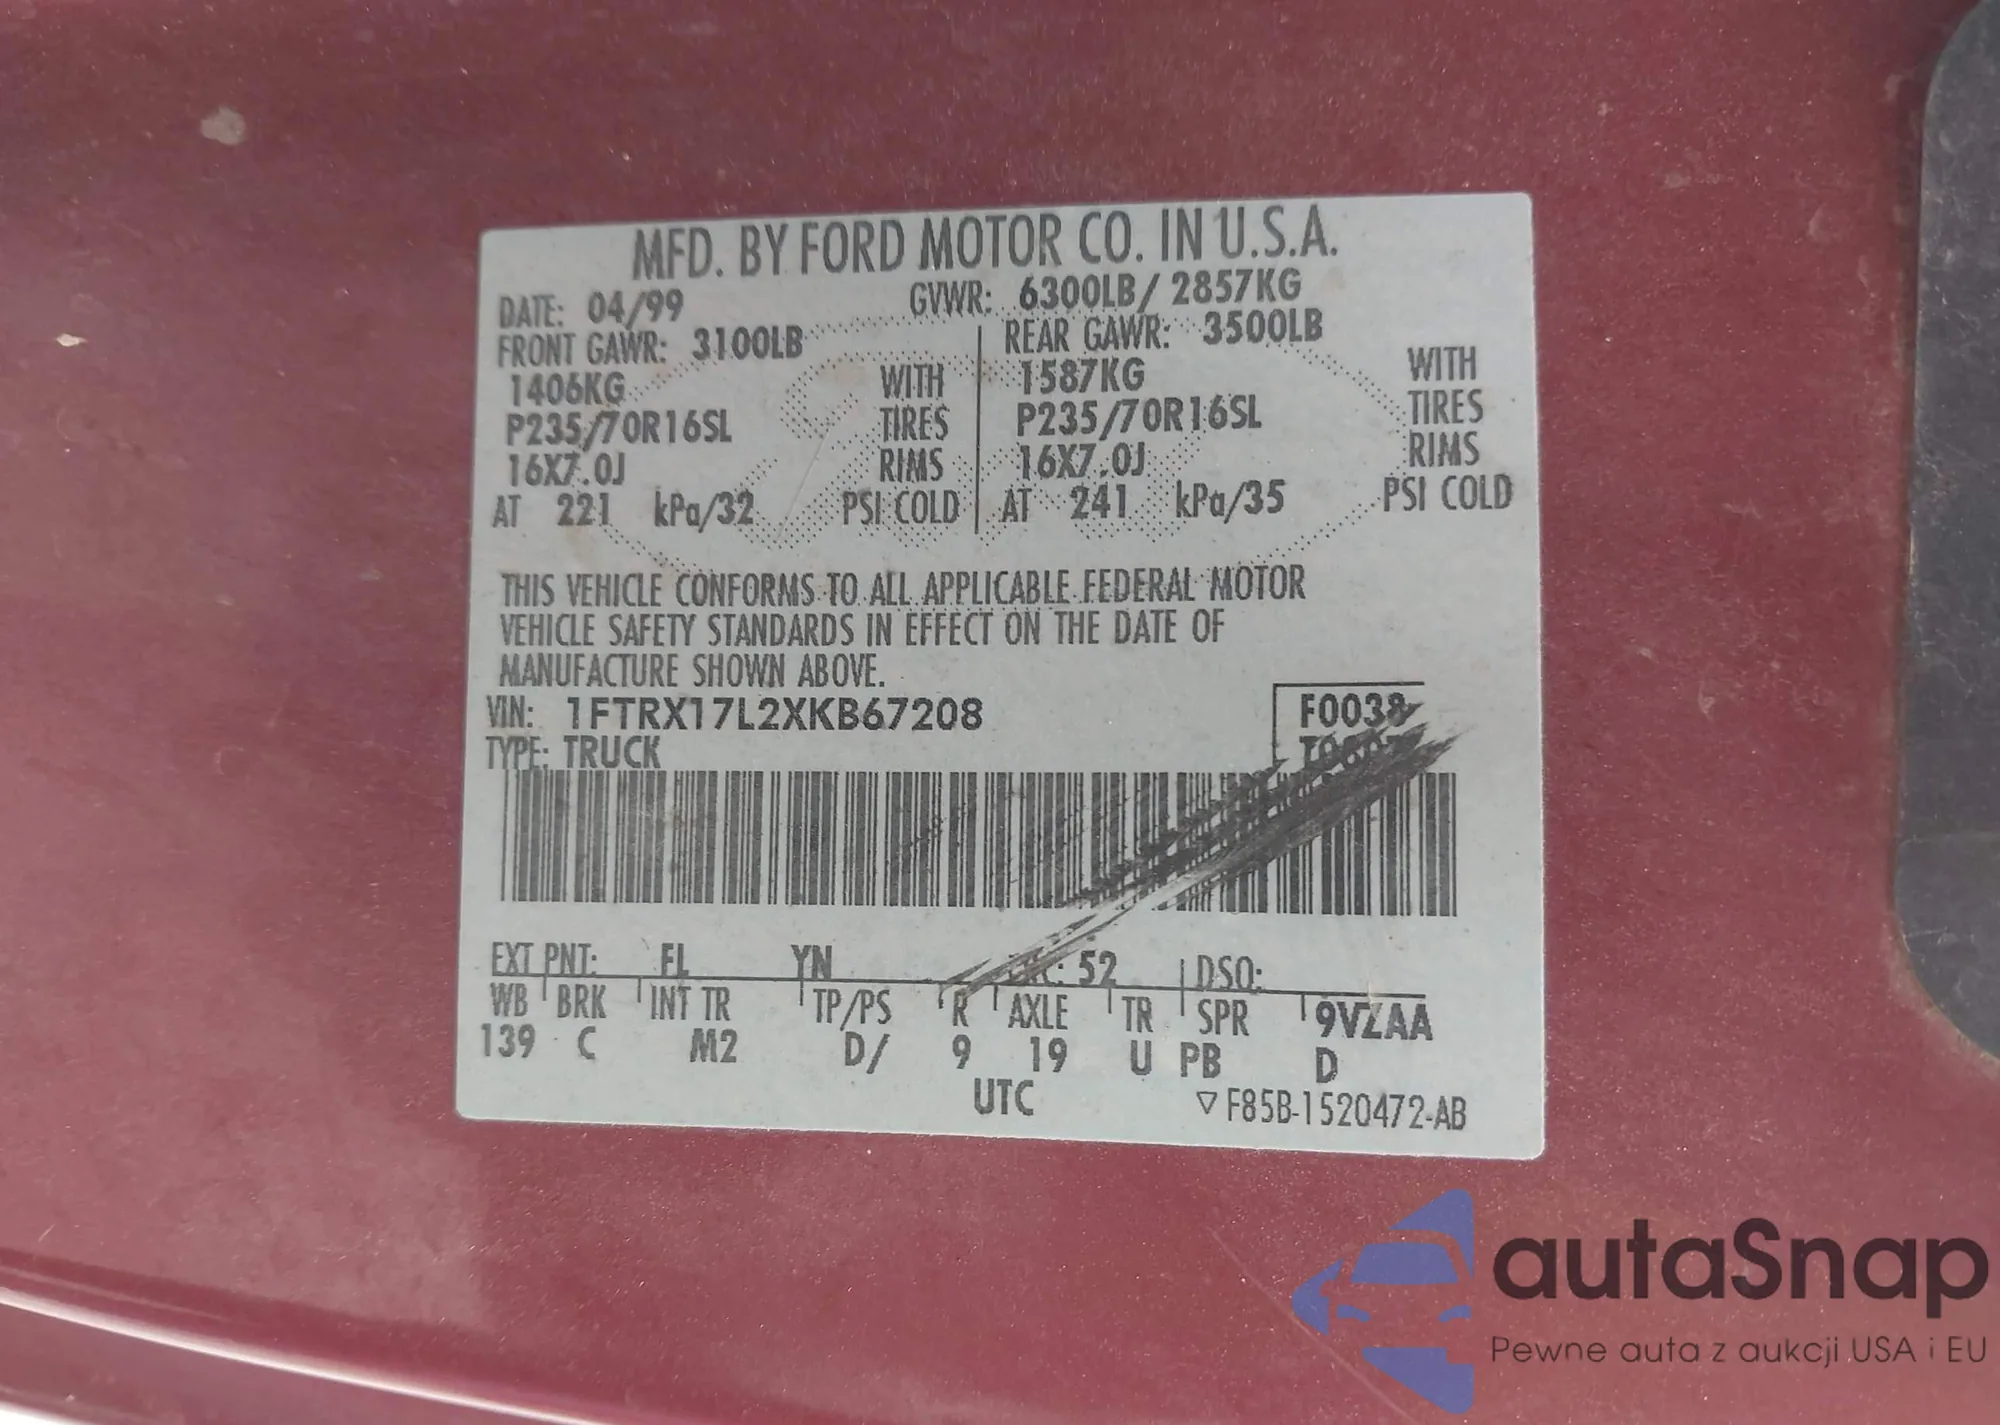 MFD. BY FORD MOTOR CO. IN U.S.A.
DATE: 04/99 GVWR: 6300LB/ 2857KG
FRONT GAWR: 3100LB REAR GAWR: 3500LB
1406KG WITH 1587KG WITH
P235/70R16SL TIRES P235/70R16SL TIRES
16X7.0J RIMS 16X7.0J RIMS
AT 221 kPa/32 PSI COLD AT 241 kPa/35 PSI COLD
THIS VEHICLE CONFORMS TO ALL APPLICABLE FEDERAL MOTOR
VEHICLE SAFETY STANDARDS IN EFFECT ON THE DATE OF
MANUFACTURE SHOWN ABOVE.
VIN: 1FTRX17L2XKB67208 F0038
TYPE: TRUCK
EXT PNT: FL YN 52 DSO:
WB BRK INT TR TP/PS R AXLE TR SPR 9VZAA
139 C M2 D/ 9 19 U PB D
UTC F85B-1520472-AB
autaSnap
Pewne auta z aukcji USA i EU